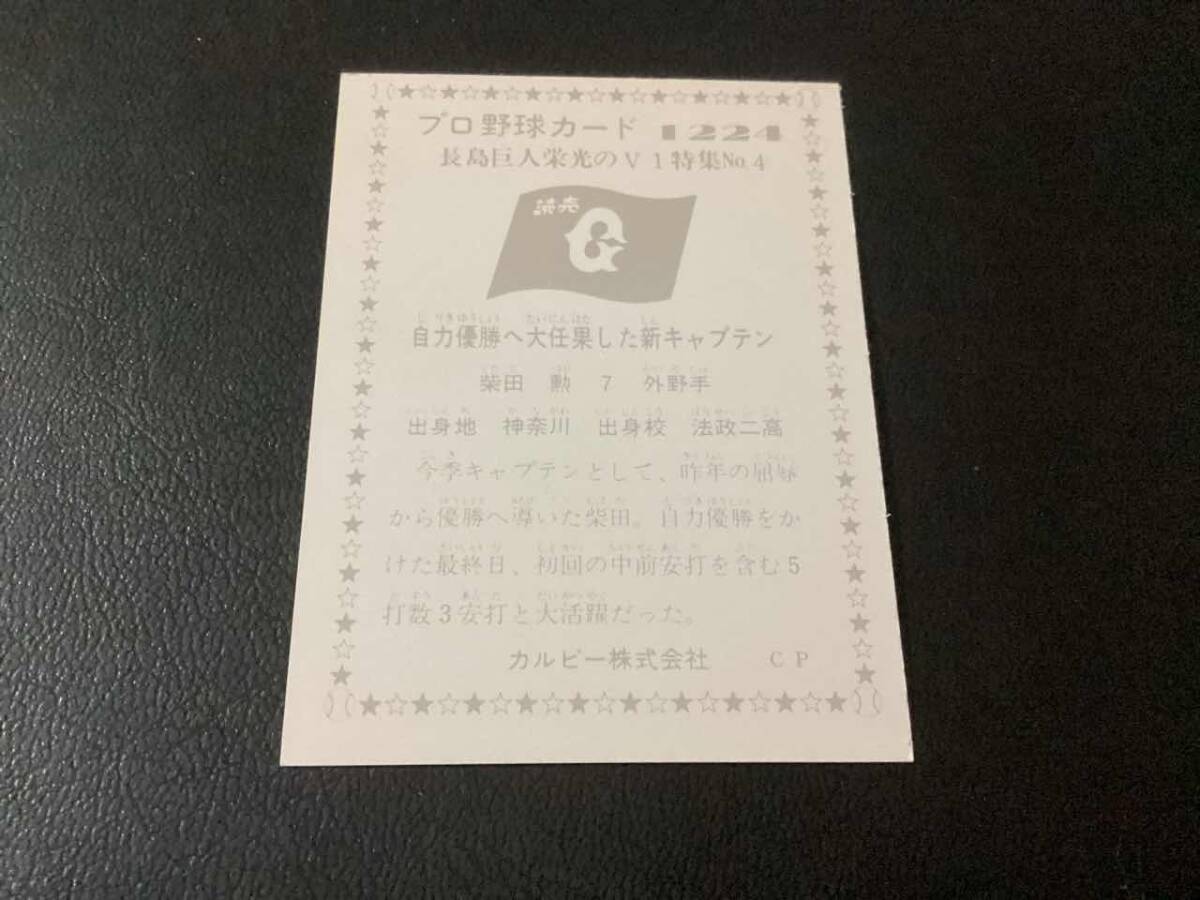 プロ野球カード 1224
長島巨人栄光のV1特集No.4
読売
G
自力優勝へ大任果した新キャプテン
柴田 勲 7 外野手
出身地 神奈川 出身校 法政二高
今季キャプテンとして、昨年の屈辱
から優勝へ導いた柴田。自力優勝をか
けた最終日、初回の中前安打を含む5
打数3安打と大活躍だった。
カルビー株式会社 CP